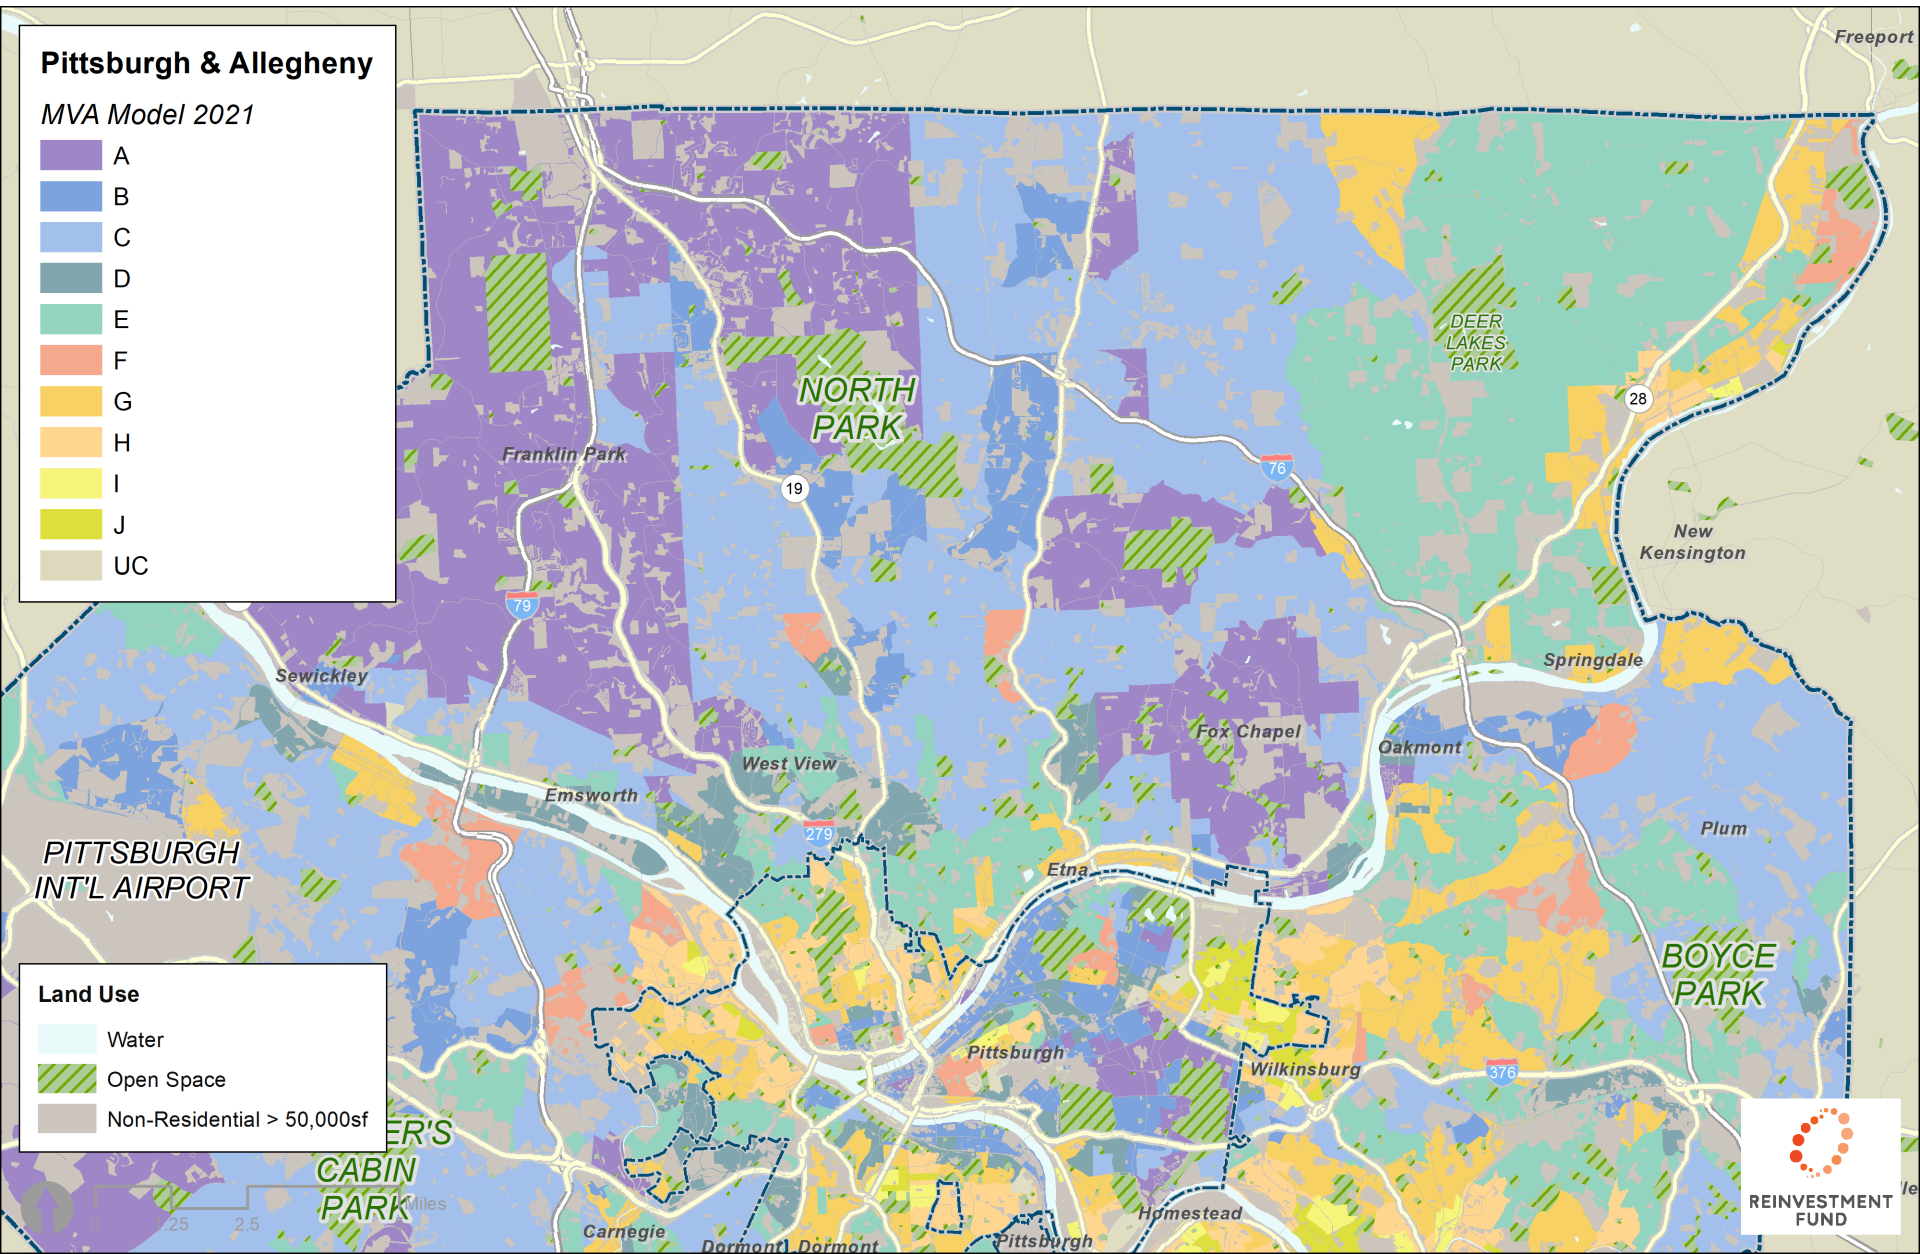 Pittsburgh & Allegheny
MVA Model 2021
A
B
C
D
E
F
G
H
I
J
UC
Freeport
DEER
LAKES
PARK
NORTH
PARK
28
Franklin Park
76
19
New
Kensington
79
Sewickley
Springdale
Fox Chapel
Oakmont
West View
Emsworth
279
Plum
PITTSBURGH
INT'L AIRPORT
Etna
BOYCE
PARK
Land Use
Water
Open Space
Non-Residential > 50,000sf
Pittsburgh
Wilkinsburg
376
ER'S
CABIN
PARK
0
.25
2.5
Miles
Carnegie
Dormont
Dormont
Pittsburgh
Homestead
REINVESTMENT
FUND